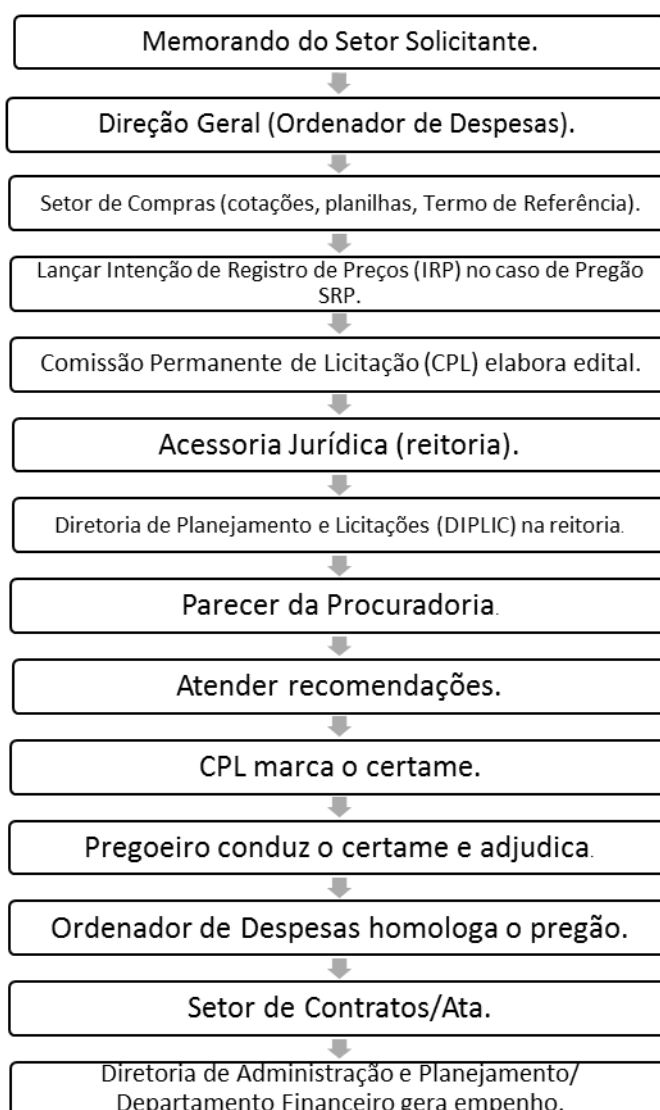 Memorando do Setor Solicitante.
Direção Geral (Ordenador de Despesas).
Setor de Compras (cotações, planilhas, Termo de Referência).
Lançar Intenção de Registro de Preços (IRP) no caso de Pregão
SRP.
Comissão Permanente de Licitação (CPL) elabora edital.
Acessoria Jurídica (reitoria).
Diretoria de Planejamento e Licitações (DIPLIC) na reitoria.
Parecer da Procuradoria.
Atender recomendações.
CPL marca o certame.
Pregoeiro conduz o certame e adjudica.
Ordenador de Despesas homologa o pregão.
Setor de Contratos/Ata.
Diretoria de Administração e Planejamento/
Departamento Financeiro gera empenho.